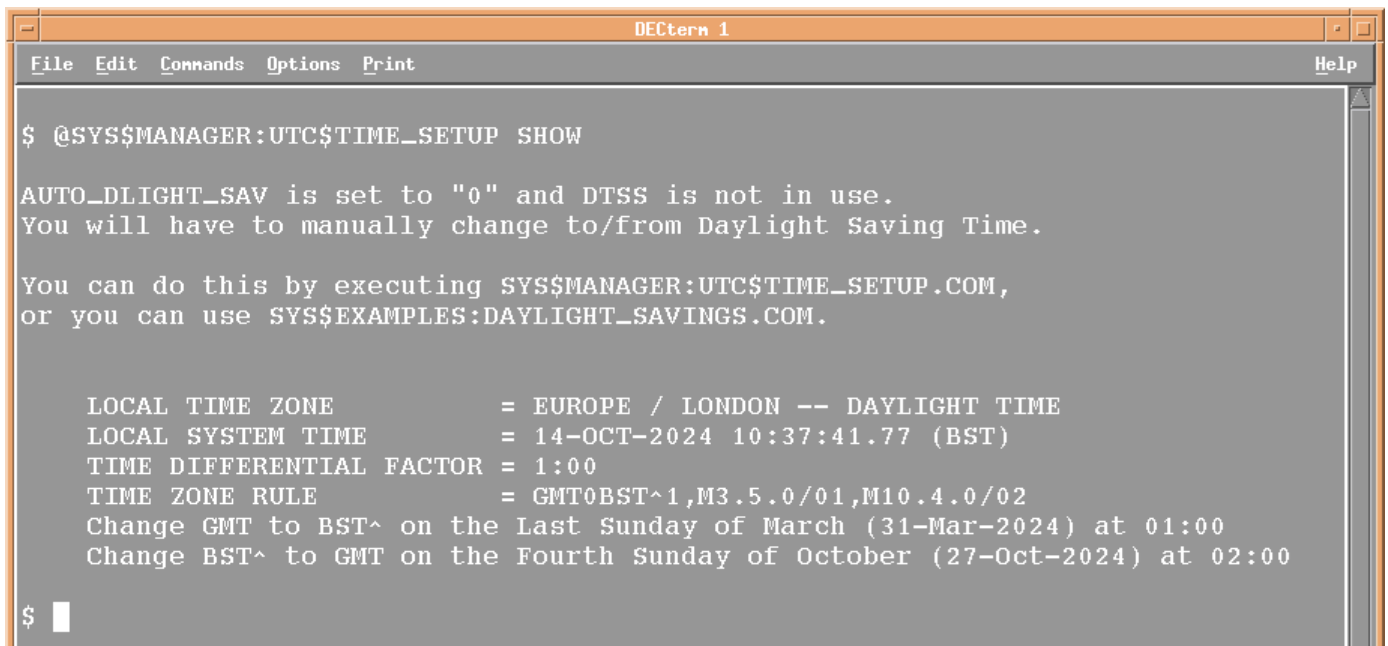 DECterm 1
File Edit Commands Options Print Help
$ @SYS$MANAGER:UTC$TIME_SETUP SHOW
AUTO_DLIGHT_SAV is set to "0" and DTSS is not in use.
You will have to manually change to/from Daylight Saving Time.
You can do this by executing SYS$MANAGER:UTC$TIME_SETUP.COM,
or you can use SYS$EXAMPLES:DAYLIGHT_SAVINGS.COM.
LOCAL TIME ZONE = EUROPE / LONDON -- DAYLIGHT TIME
LOCAL SYSTEM TIME = 14-OCT-2024 10:37:41.77 (BST)
TIME DIFFERENTIAL FACTOR = 1:00
TIME ZONE RULE = GMT0BST^1,M3.5.0/01,M10.4.0/02
Change GMT to BST^ on the Last Sunday of March (31-Mar-2024) at 01:00
Change BST^ to GMT on the Fourth Sunday of October (27-Oct-2024) at 02:00
$